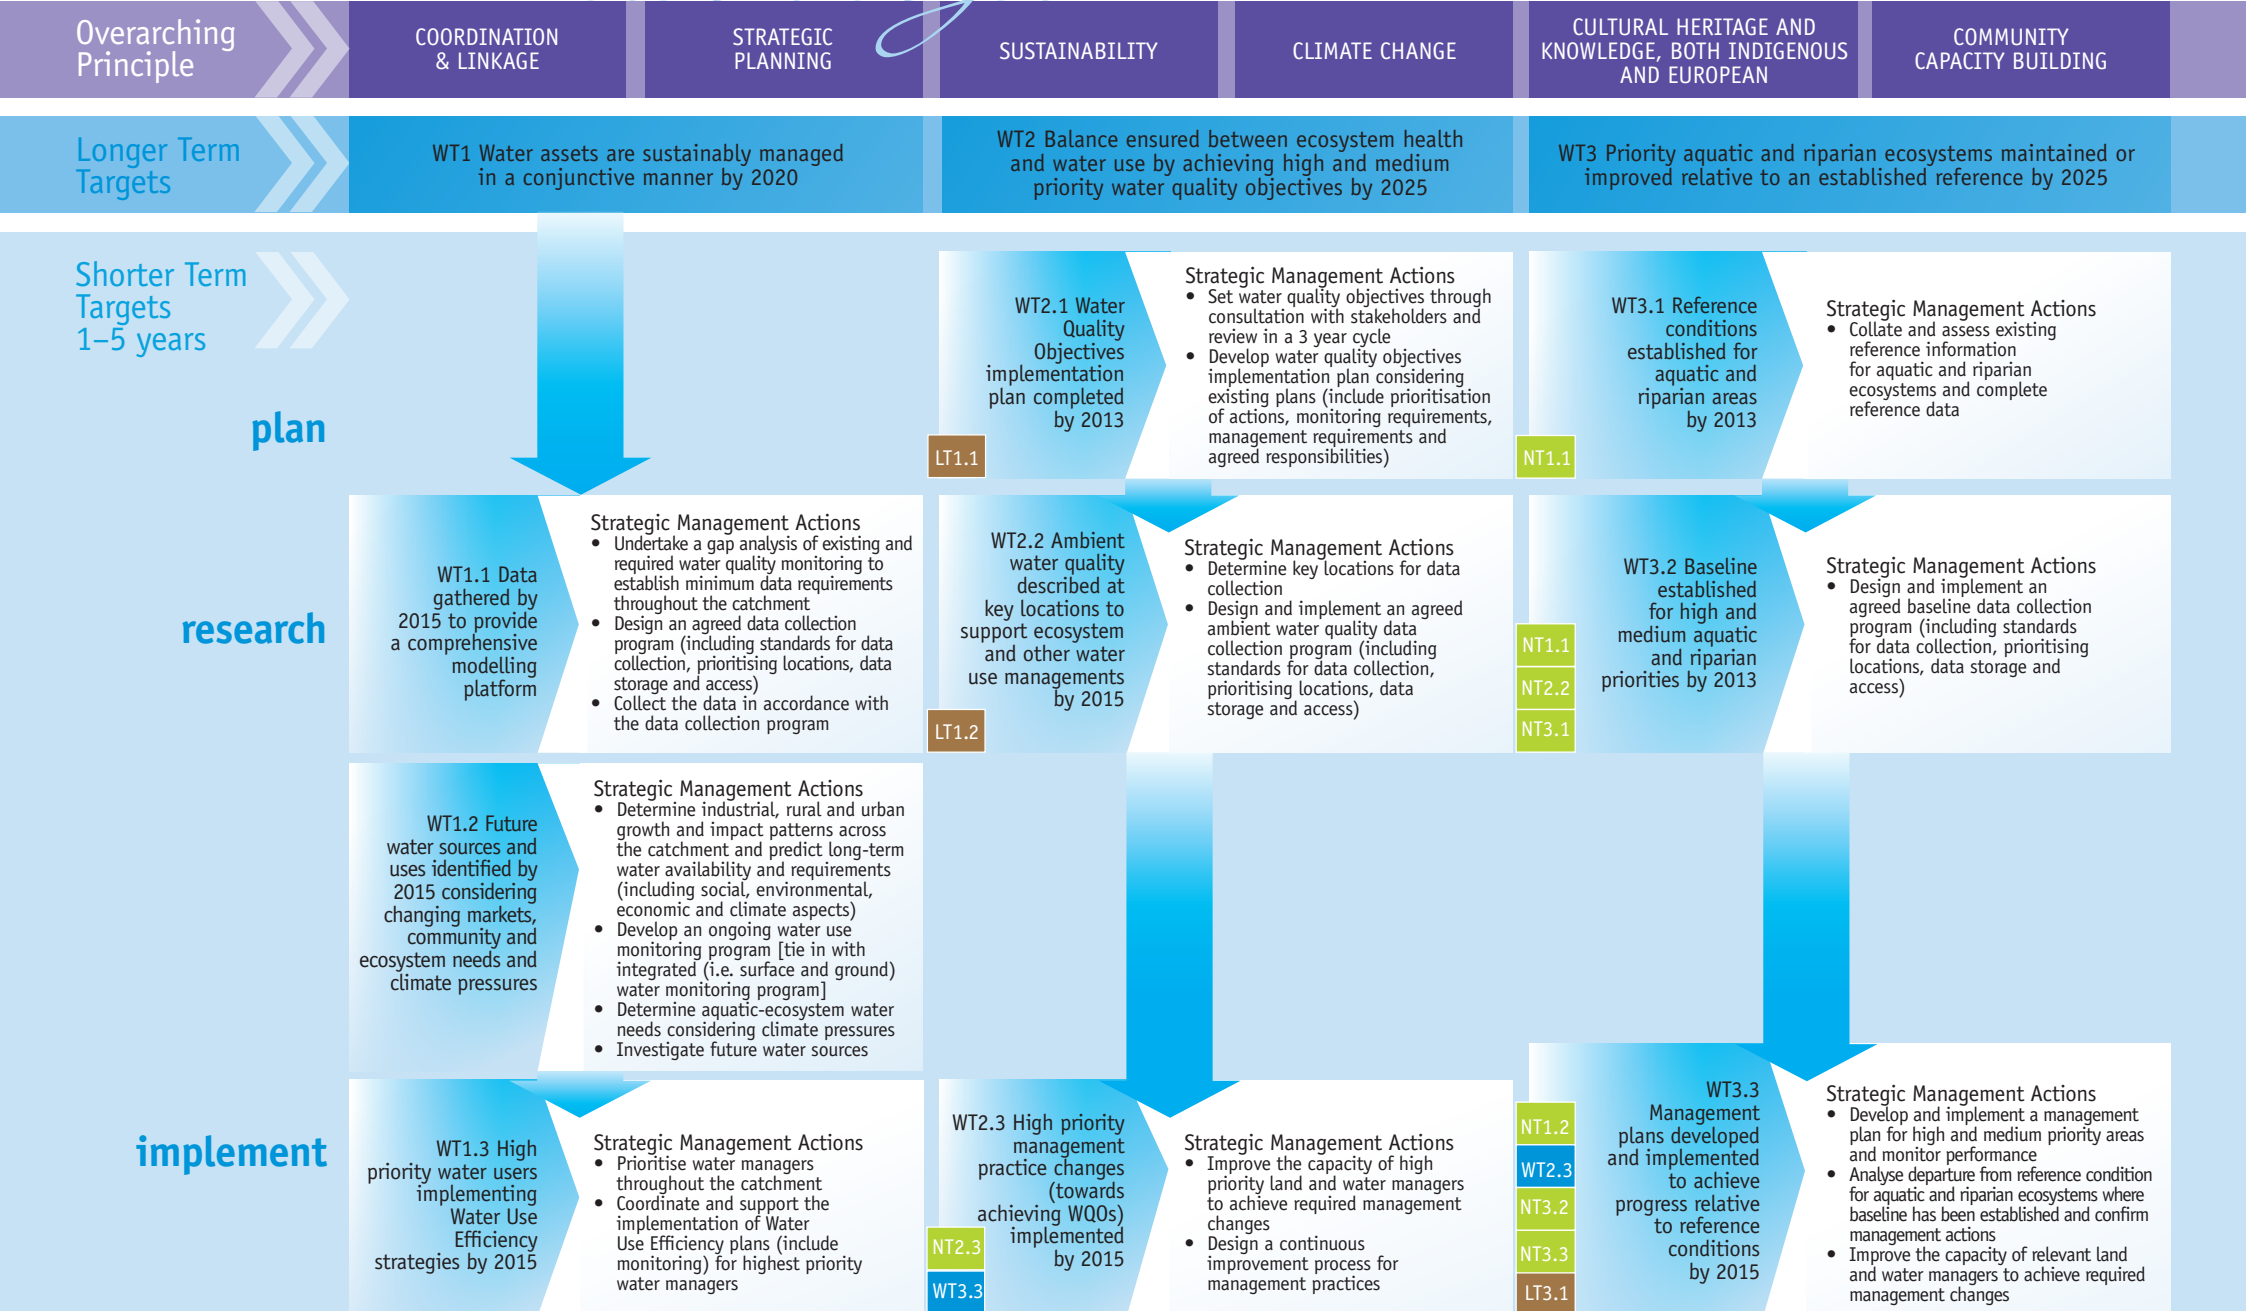 Overarching
Principle
COORDINATION
& LINKAGE
STRATEGIC
PLANNING
SUSTAINABILITY
CLIMATE CHANGE
CULTURAL HERITAGE AND
KNOWLEDGE, BOTH INDIGENOUS
AND EUROPEAN
COMMUNITY
CAPACITY BUILDING
Longer Term
Targets
WT1 Water assets are sustainably managed
in a conjunctive manner by 2020
WT2 Balance ensured between ecosystem health
and water use by achieving high and medium
priority water quality objectives by 2025
WT3 Priority aquatic and riparian ecosystems maintained or
improved relative to an established reference by 2025
Shorter Term
Targets
1–5 years
plan
WT2.1 Water
Quality
Objectives
implementation
plan completed
by 2013
LT1.1
Strategic Management Actions
• Set water quality objectives through
consultation with stakeholders and
review in a 3 year cycle
• Develop water quality objectives
implementation plan considering
existing plans (include prioritisation
of actions, monitoring requirements,
management requirements and
agreed responsibilities)
WT3.1 Reference
conditions
established for
aquatic and
riparian areas
by 2013
NT1.1
Strategic Management Actions
• Collate and assess existing
reference information
for aquatic and riparian
ecosystems and complete
reference data
research
WT1.1 Data
gathered by
2015 to provide
a comprehensive
modelling
platform
Strategic Management Actions
• Undertake a gap analysis of existing and
required water quality monitoring to
establish minimum data requirements
throughout the catchment
• Design an agreed data collection
program (including standards for data
collection, prioritising locations, data
storage and access)
• Collect the data in accordance with
the data collection program
WT2.2 Ambient
water quality
described at
key locations to
support ecosystem
and other water
use managements
by 2015
LT1.2
Strategic Management Actions
• Determine key locations for data
collection
• Design and implement an agreed
ambient water quality data
collection program (including
standards for data collection,
prioritising locations, data
storage and access)
WT3.2 Baseline
established
for high and
medium aquatic
and riparian
priorities by 2013
NT1.1
NT2.2
NT3.1
Strategic Management Actions
• Design and implement an
agreed baseline data collection
program (including standards
for data collection, prioritising
locations, data storage and
access)
WT1.2 Future
water sources and
uses identified by
2015 considering
changing markets,
community and
ecosystem needs and
climate pressures
Strategic Management Actions
• Determine industrial, rural and urban
growth and impact patterns across
the catchment and predict long-term
water availability and requirements
(including social, environmental,
economic and climate aspects)
• Develop an ongoing water use
monitoring program [tie in with
integrated (i.e. surface and ground)
water monitoring program]
• Determine aquatic-ecosystem water
needs considering climate pressures
• Investigate future water sources
implement
WT1.3 High
priority water users
implementing
Water Use
Efficiency
strategies by 2015
Strategic Management Actions
• Prioritise water managers
throughout the catchment
• Coordinate and support the
implementation of Water
Use Efficiency plans (include
monitoring) for highest priority
water managers
WT2.3 High priority
management
practice changes
(towards
achieving WQOs)
implemented
by 2015
NT2.3
WT3.3
Strategic Management Actions
• Improve the capacity of high
priority land and water managers
to achieve required management
changes
• Design a continuous
improvement process for
management practices
WT3.3
Management
plans developed
and implemented
to achieve
progress relative
to reference
conditions
by 2015
NT1.2
WT2.3
NT3.2
NT3.3
LT3.1
Strategic Management Actions
• Develop and implement a management
plan for high and medium priority areas
and monitor performance
• Analyse departure from reference condition
for aquatic and riparian ecosystems where
baseline has been established and confirm
management actions
• Improve the capacity of relevant land
and water managers to achieve required
management changes